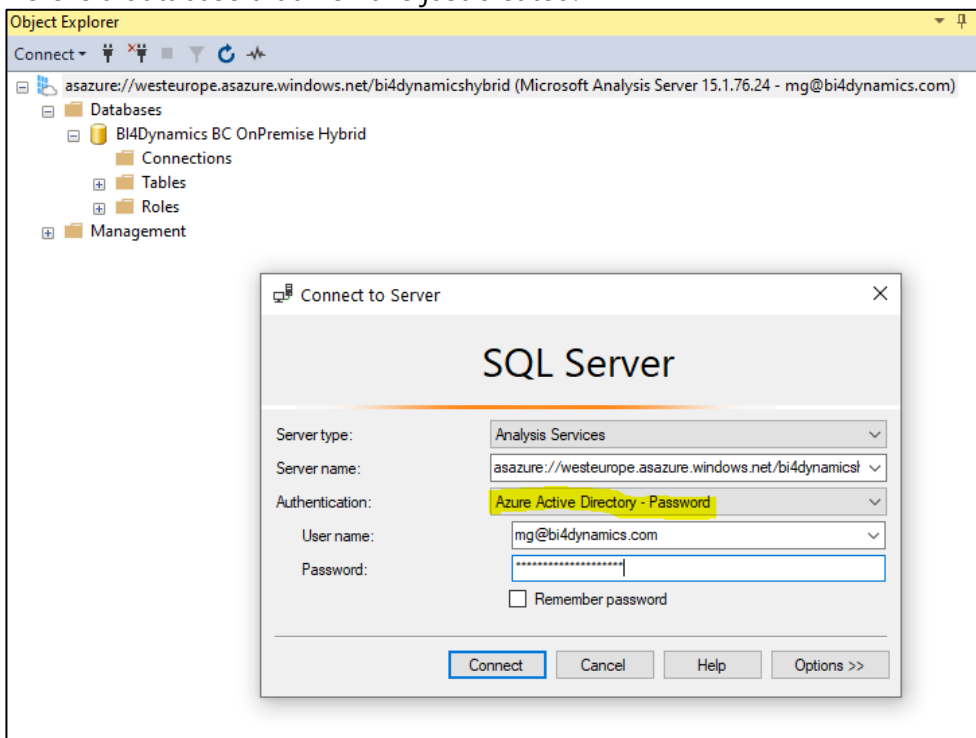 Object Explorer
Connect
asazure://westeurope.asazure.windows.net/bi4dynamicshybrid (Microsoft Analysis Server 15.1.76.24 - mg@bi4dynamics.com)
Databases
BI4Dynamics BC OnPremise Hybrid
Connections
Tables
Roles
Management
Connect to Server
SQL Server
Server type: Analysis Services
Server name: asazure://westeurope.asazure.windows.net/bi4dynamicsh
Authentication: Azure Active Directory - Password
User name: mg@bi4dynamics.com
Password: *********************
Remember password
Connect Cancel Help Options >>